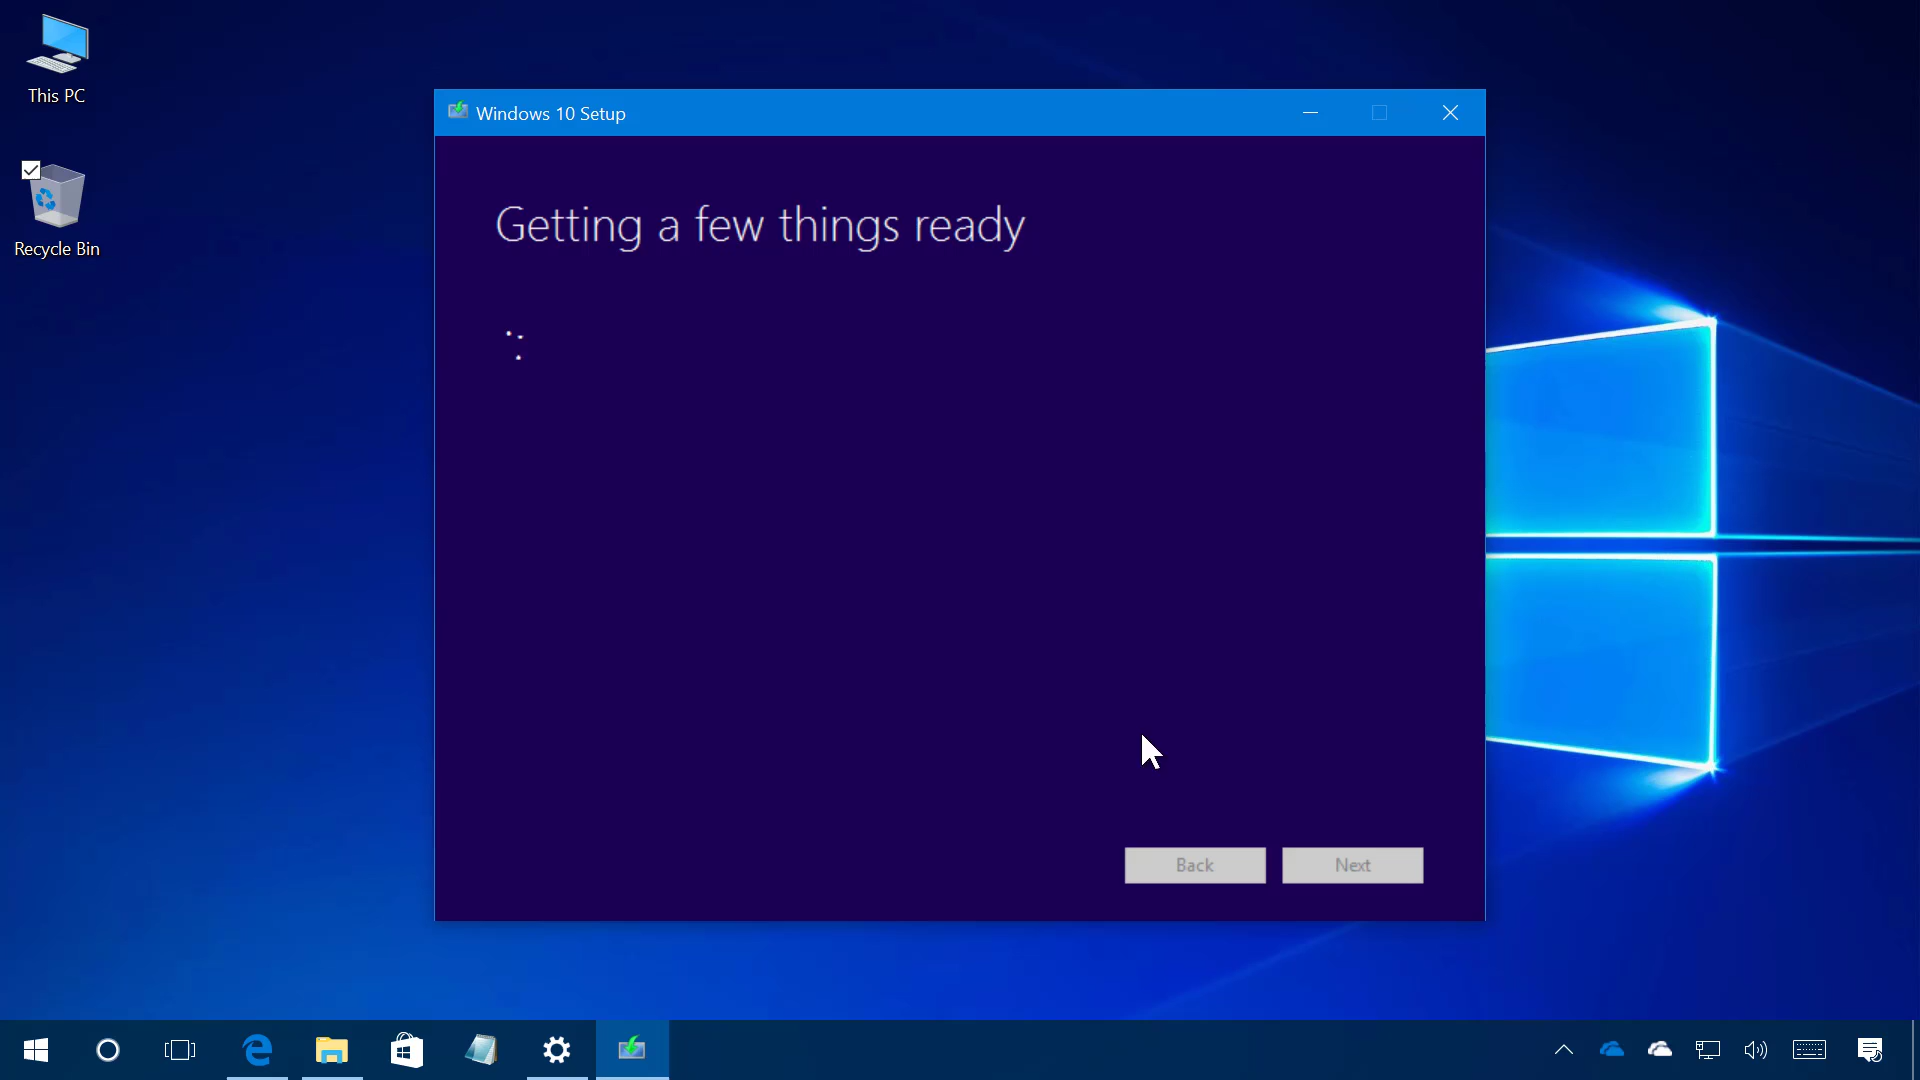 This PC
Recycle Bin
Windows 10 Setup
Getting a few things ready
Back
Next